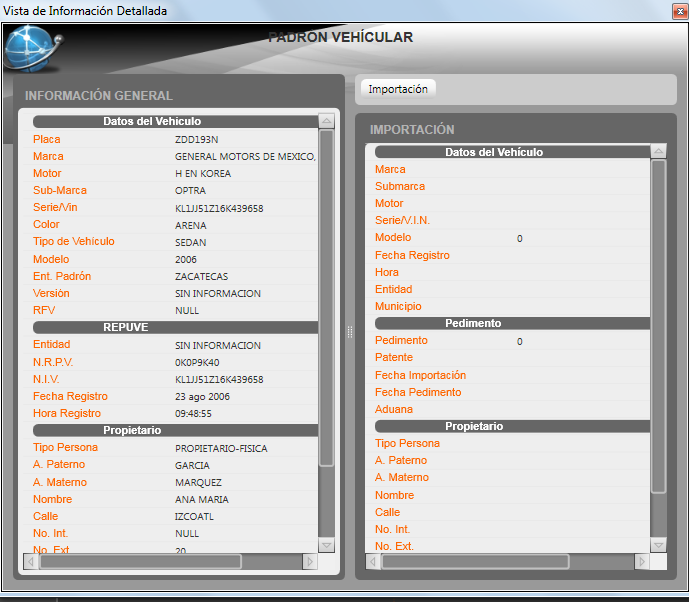 Vista de Información Detallada
PADRÓN VEHÍCULAR
INFORMACIÓN GENERAL
Datos del Vehículo
Placa ZDD193N
Marca GENERAL MOTORS DE MEXICO,
Motor H EN KOREA
Sub-Marca OPTRA
Serie/Vin KL1JJ51Z16K439658
Color ARENA
Tipo de Vehículo SEDAN
Modelo 2006
Ent. Padrón ZACATECAS
Versión SIN INFORMACION
RFV NULL
REPUVE
Entidad SIN INFORMACION
N.R.P.V. 0K0P9K40
N.I.V. KL1JJ51Z16K439658
Fecha Registro 23 ago 2006
Hora Registro 09:48:55
Propietario
Tipo Persona PROPIETARIO-FISICA
A. Paterno GARCIA
A. Materno MARQUEZ
Nombre ANA MARIA
Calle IZCOATL
No. Int. NULL
No. Ext 20
Importación
IMPORTACIÓN
Datos del Vehículo
Marca
Submarca
Motor
Serie/V.I.N.
Modelo 0
Fecha Registro
Hora
Entidad
Municipio
Pedimento
Pedimento 0
Patente
Fecha Importación
Fecha Pedimento
Aduana
Propietario
Tipo Persona
A. Paterno
A. Materno
Nombre
Calle
No. Int.
No. Ext.